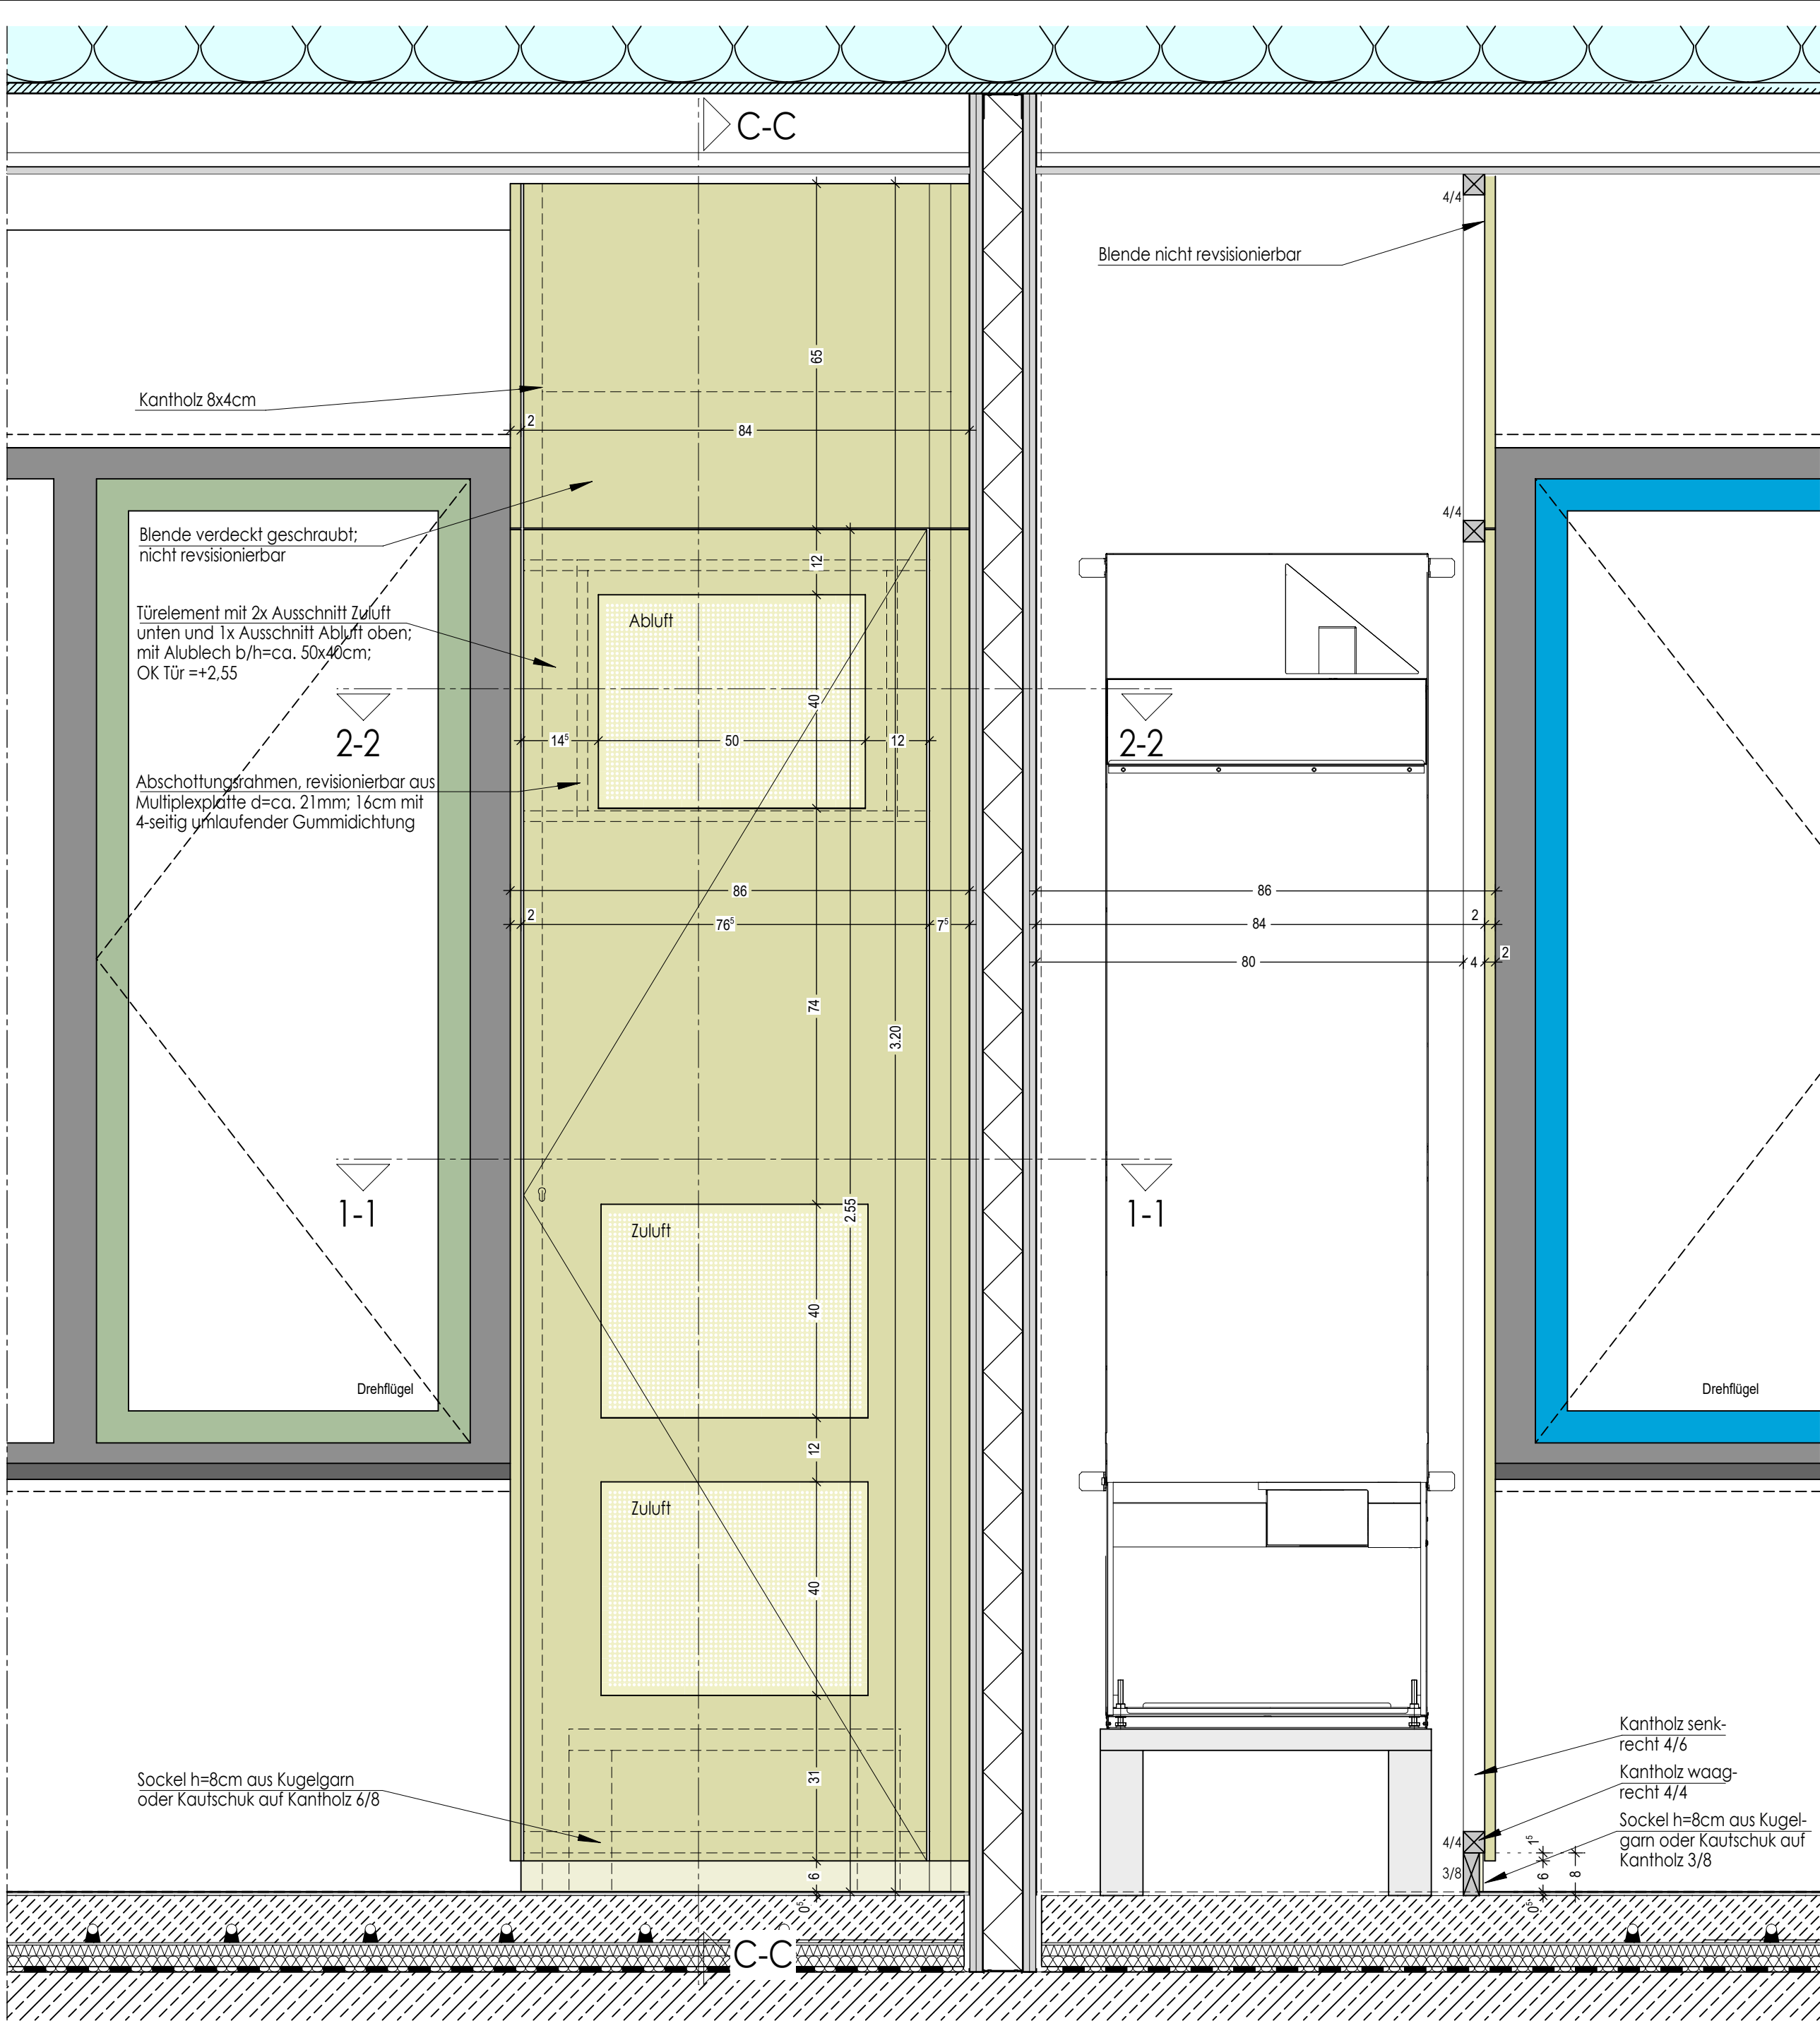 C-C
4/4
Blende nicht revsisionierbar
65
Kantholz 8x4cm
2
84
4/4
Blende verdeckt geschraubt;
nicht revsisionierbar
12
Türelement mit 2x Ausschnitt Zuluft
unten und 1x Ausschnitt Abluft oben;
mit Alublech b/h=ca. 50x40cm;
OK Tür =+2,55
Abluft
40
2-2
2-2
14⁵
50
12
Abschottungsrahmen, revisionierbar aus
Multiplexplatte d=ca. 21mm; 16cm mit
4-seitig umlaufender Gummidichtung
86
86
2
76⁵
7⁵
84
2
80
4
2
74
3.20
1-1
1-1
2.55
Zuluft
40
Drehflügel
Drehflügel
12
Zuluft
40
Kantholz senk-
recht 4/6
Kantholz waag-
recht 4/4
Sockel h=8cm aus Kugelgarn
oder Kautschuk auf Kantholz 6/8
31
Sockel h=8cm aus Kugel-
garn oder Kautschuk auf
Kantholz 3/8
4/4
3/8
1⁵
6
8
0⁵
6
0⁵
C-C